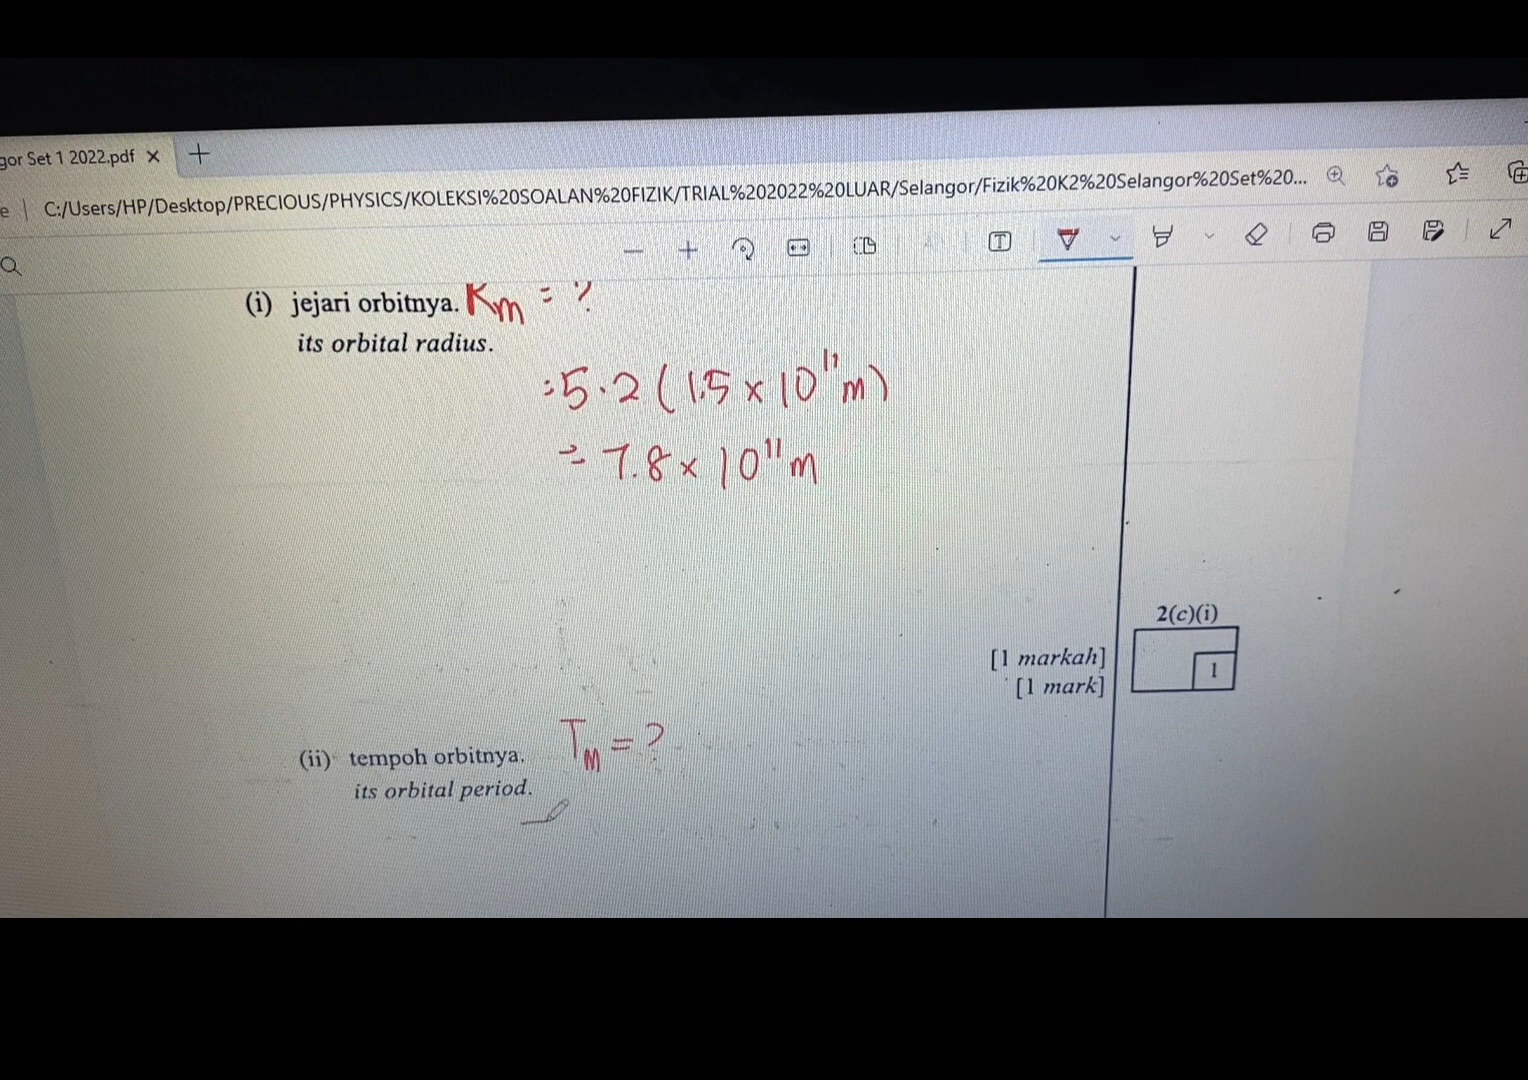 gor Set 1 2022.pdf × +
e | C:/Users/HP/Desktop/PRECIOUS/PHYSICS/KOLEKSI%20SOALAN%20FIZIK/TRIAL%202022%20LUAR/Selangor/Fizik%20K2%20Selangor%20Set%20...
(i) jejari orbitnya. Rm = ?
its orbital radius.
=5.2 (1.5 × 10¹¹m)
= 7.8 × 10¹¹m
2(c)(i)
[1 markah]
[1 mark]
1
(ii) tempoh orbitnya. TM = ?
its orbital period.